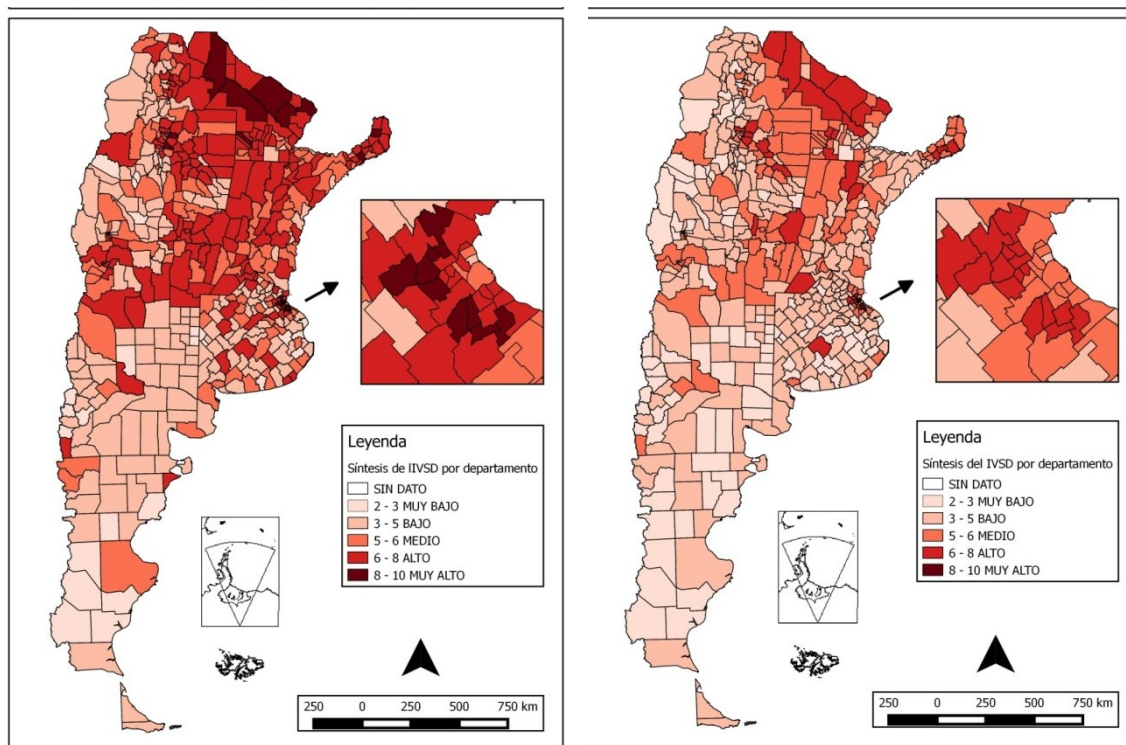 Leyenda
Síntesis de lIVSD por departamento
SIN DATO
2 - 3 MUY BAJO
3 - 5 BAJO
5 - 6 MEDIO
6 - 8 ALTO
8 - 10 MUY ALTO
250 0 250 500 750 km
Leyenda
Síntesis del IVSD por departamento
SIN DATO
2 - 3 MUY BAJO
3 - 5 BAJO
5 - 6 MEDIO
6 - 8 ALTO
8 - 10 MUY ALTO
250 0 250 500 750 km